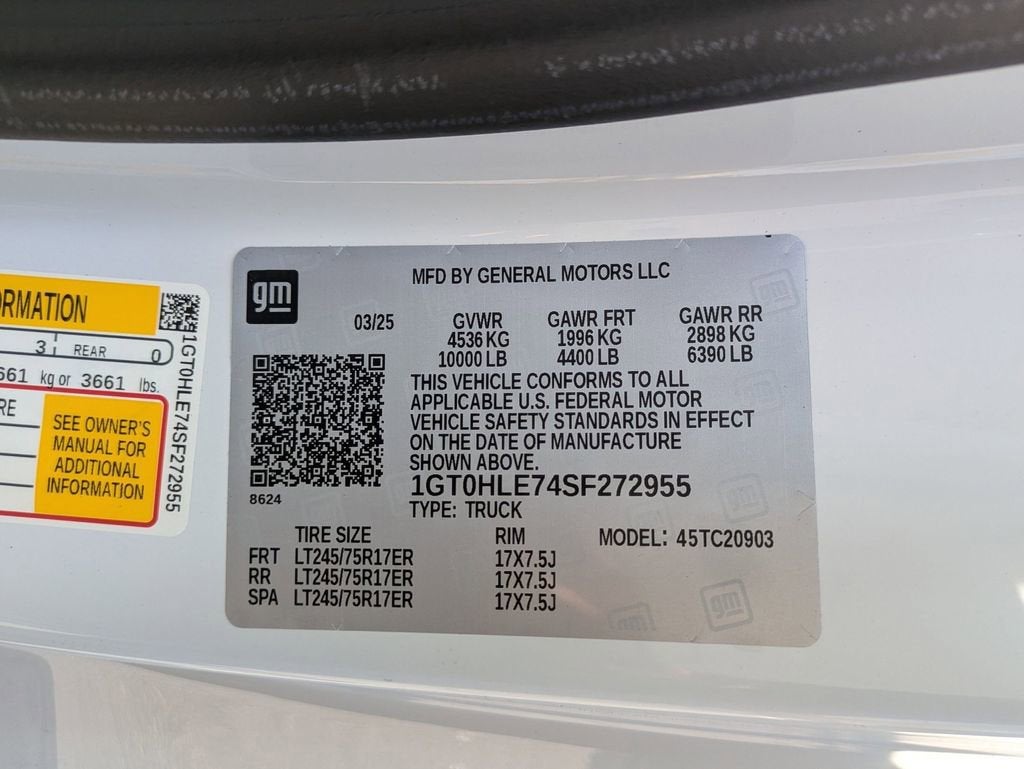 ORMATION
3 REAR 0
661 kg or 3661 lbs.
RE
SEE OWNER'S
MANUAL FOR
ADDITIONAL
INFORMATION
1GT0HLE74SF272955
gm
MFD BY GENERAL MOTORS LLC
03/25 GVWR GAWR FRT GAWR RR
4536 KG 1996 KG 2898 KG
10000 LB 4400 LB 6390 LB
THIS VEHICLE CONFORMS TO ALL
APPLICABLE U.S. FEDERAL MOTOR
VEHICLE SAFETY STANDARDS IN EFFECT
ON THE DATE OF MANUFACTURE
SHOWN ABOVE.
8624
1GT0HLE74SF272955
TYPE: TRUCK
TIRE SIZE RIM MODEL: 45TC20903
FRT LT245/75R17ER 17X7.5J
RR LT245/75R17ER 17X7.5J
SPA LT245/75R17ER 17X7.5J